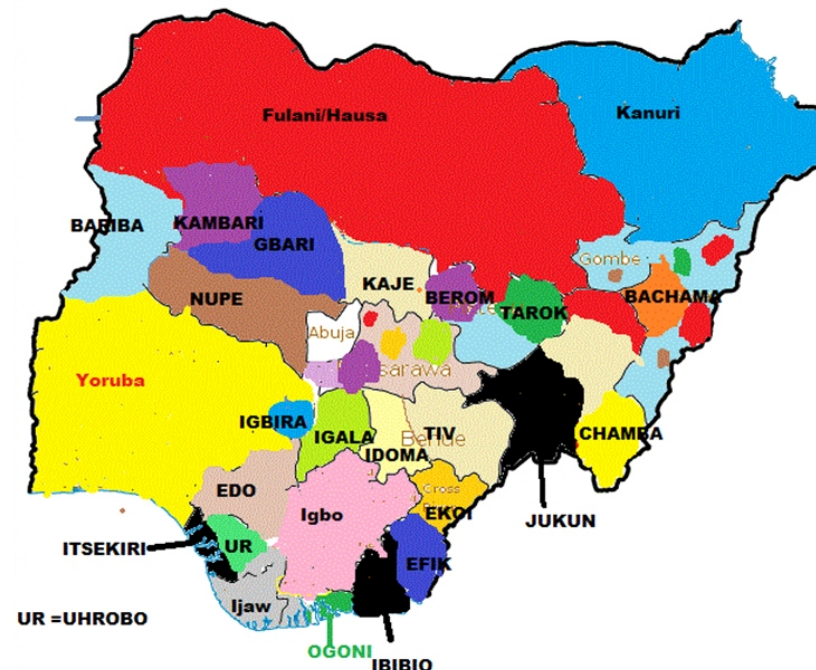 Fulani/Hausa
Kanuri
BARIBA
KAMBARI
GBARI
Gombe
KAJE
NUPE
BEROM
TAROK
BACHAMA
Abuja
sarawa
Yoruba
IGBIRA
IGALA
IDOMA
TIV
Benue
CHAMBA
EDO
Igbo
Cross
EKOI
JUKUN
ITSEKIRI
UR
EFIK
Ijaw
UR =UHROBO
OGONI
IBIBIO